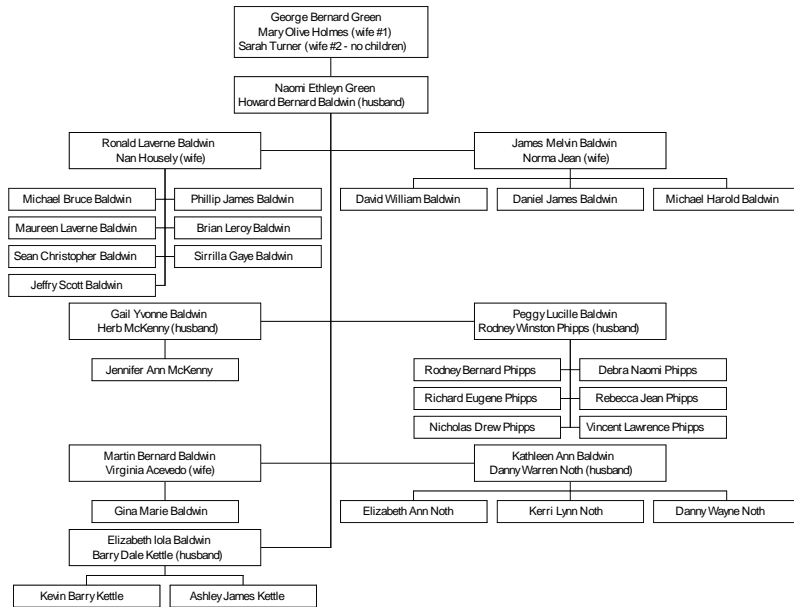 George Bernard Green
Mary Olive Holmes (wife #1)
Sarah Turner (wife #2 - no children)
Naomi Ethleyn Green
Howard Bernard Baldwin (husband)
Ronald Laverne Baldwin
Nan Housely (wife)
James Melvin Baldwin
Norma Jean (wife)
Michael Bruce Baldwin
Phillip James Baldwin
David William Baldwin
Daniel James Baldwin
Michael Harold Baldwin
Maureen Laverne Baldwin
Brian Leroy Baldwin
Sean Christopher Baldwin
Sirrilla Gaye Baldwin
Jeffry Scott Baldwin
Gail Yvonne Baldwin
Herb McKenny (husband)
Peggy Lucille Baldwin
Rodney Winston Phipps (husband)
Jennifer Ann McKenny
Rodney Bernard Phipps
Debra Naomi Phipps
Richard Eugene Phipps
Rebecca Jean Phipps
Nicholas Drew Phipps
Vincent Lawrence Phipps
Martin Bernard Baldwin
Virginia Acevedo (wife)
Kathleen Ann Baldwin
Danny Warren Noth (husband)
Gina Marie Baldwin
Elizabeth Ann Noth
Kerri Lynn Noth
Danny Wayne Noth
Elizabeth Iola Baldwin
Barry Dale Kettle (husband)
Kevin Barry Kettle
Ashley James Kettle